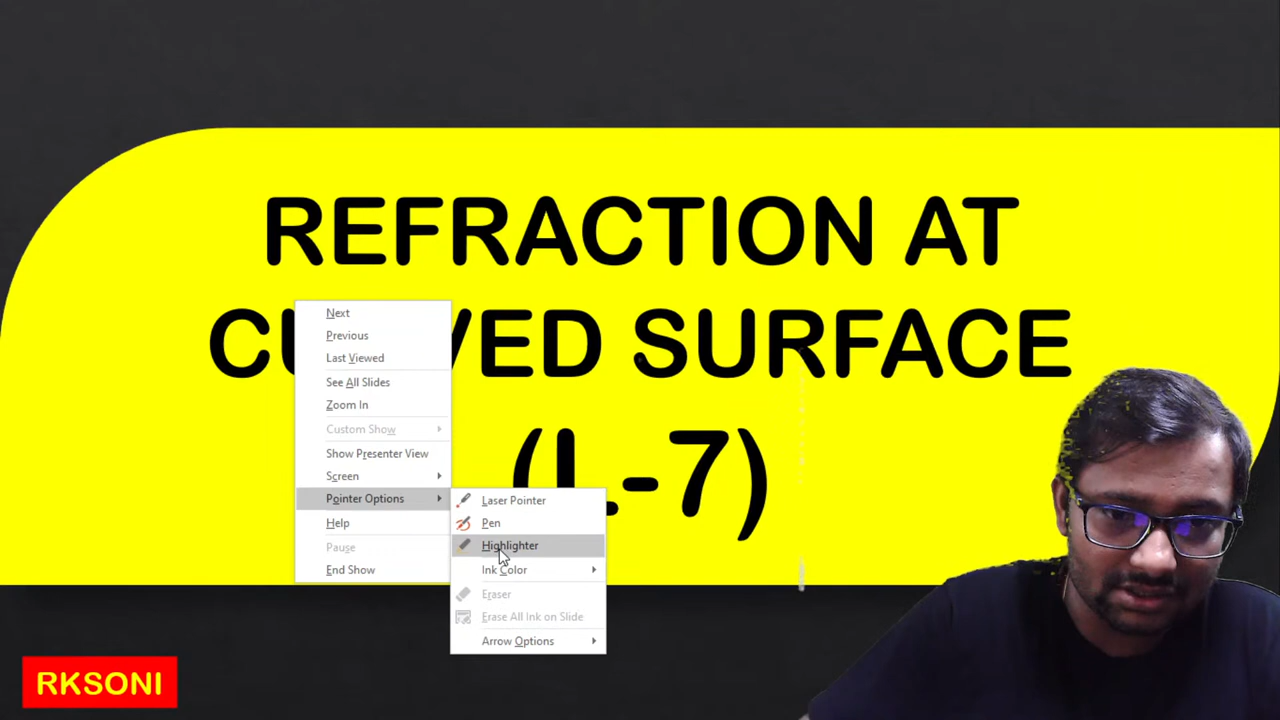 REFRACTION AT
CURVED SURFACE
(L-7)
Next
Previous
Last Viewed
See All Slides
Zoom In
Custom Show
Show Presenter View
Screen
Pointer Options
Help
Pause
End Show
Laser Pointer
Pen
Highlighter
Ink Color
Eraser
Erase All Ink on Slide
Arrow Options
RKSONI